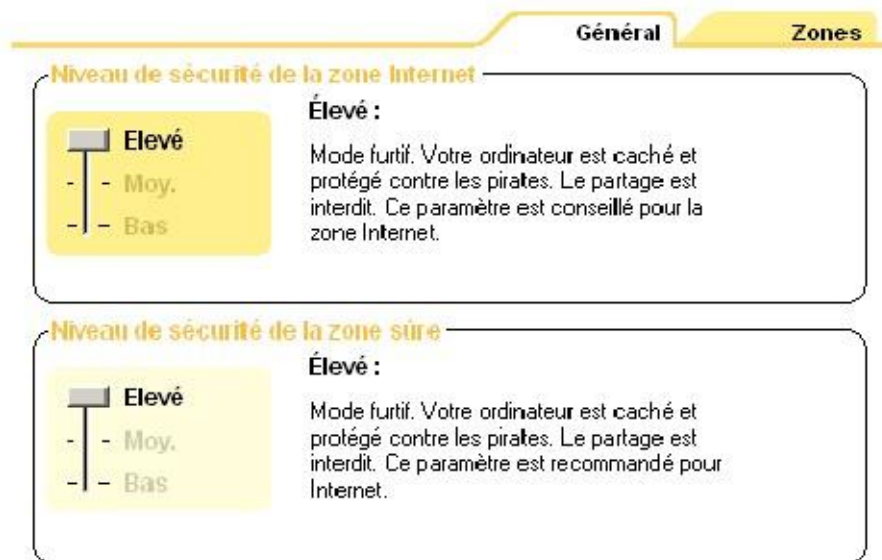 Général Zones
Niveau de sécurité de la zone Internet
Elevé
Moy.
Bas
Élevé :
Mode furtif. Votre ordinateur est caché et
protégé contre les pirates. Le partage est
interdit. Ce paramètre est conseillé pour la
zone Internet.
Niveau de sécurité de la zone sûre
Elevé
Moy.
Bas
Élevé :
Mode furtif. Votre ordinateur est caché et
protégé contre les pirates. Le partage est
interdit. Ce paramètre est recommandé pour
Internet.